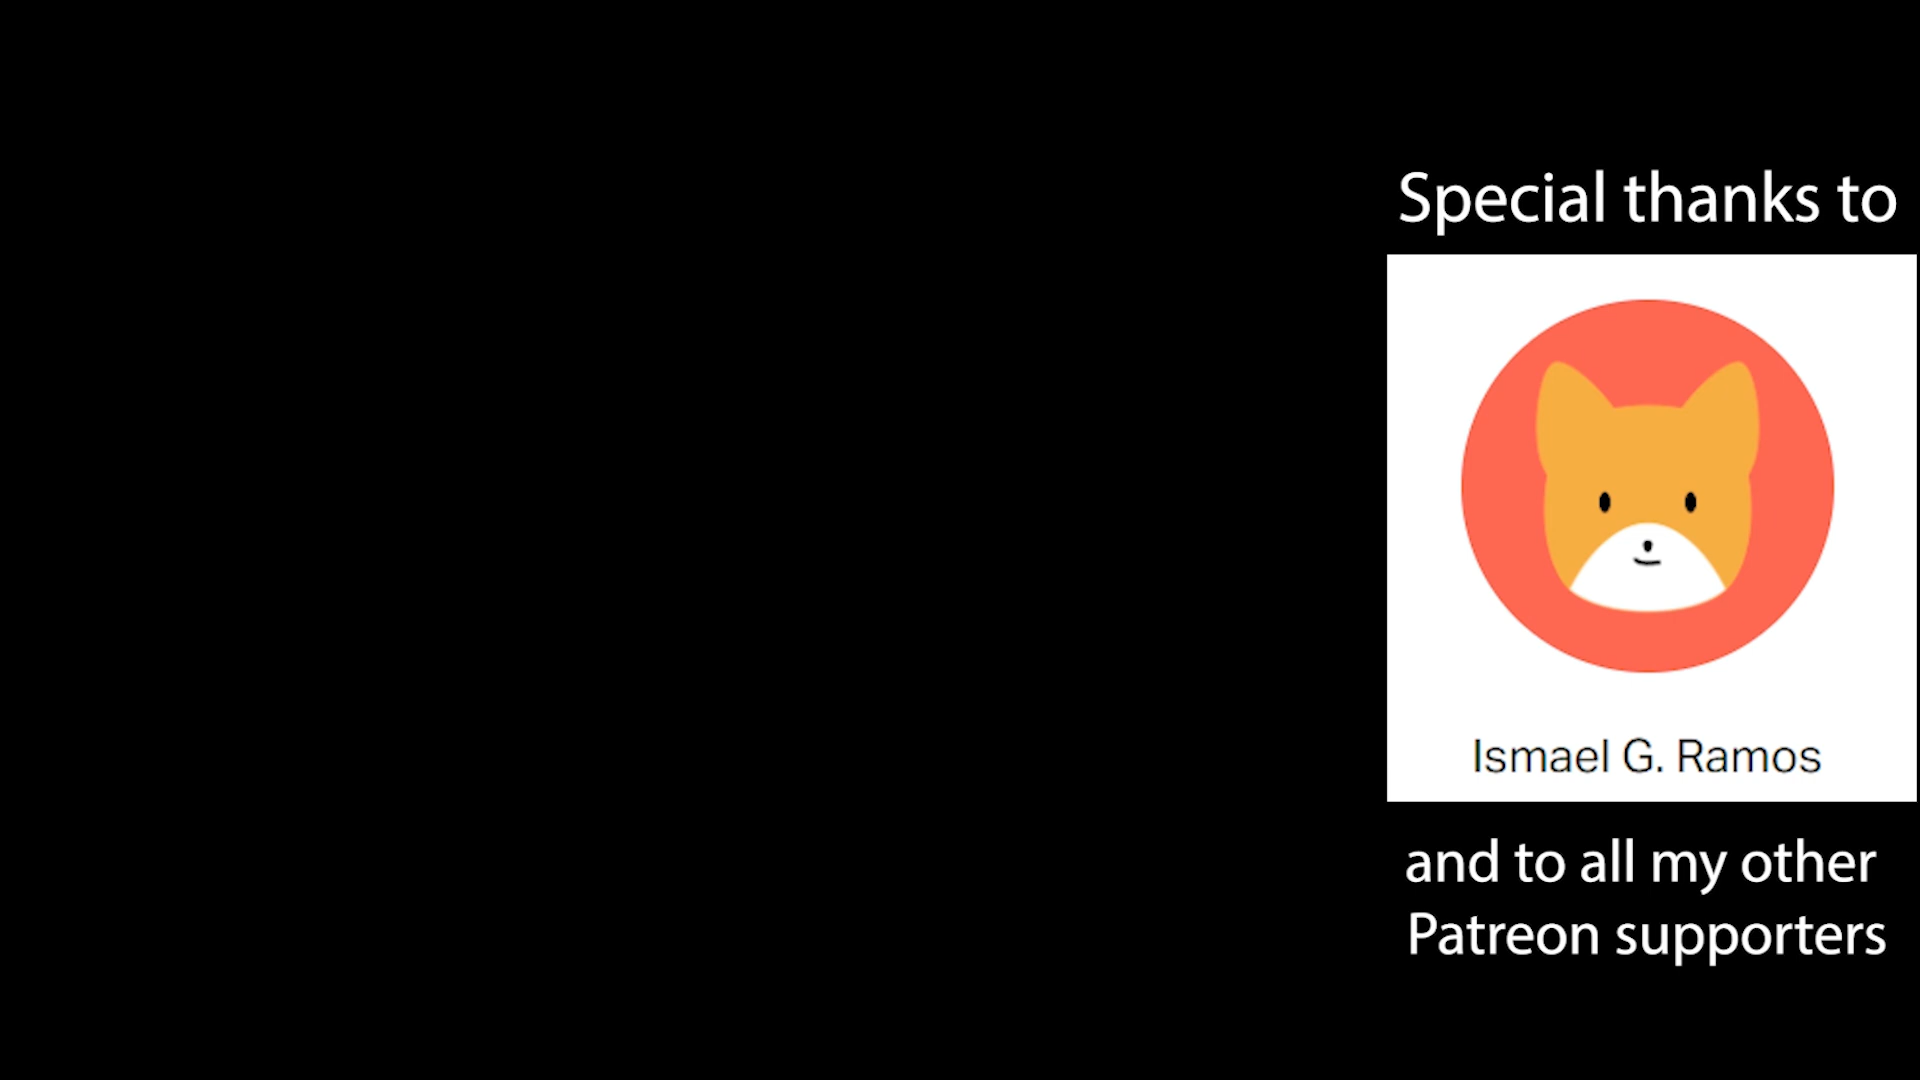 Special thanks to
Ismael G. Ramos
and to all my other
Patreon supporters